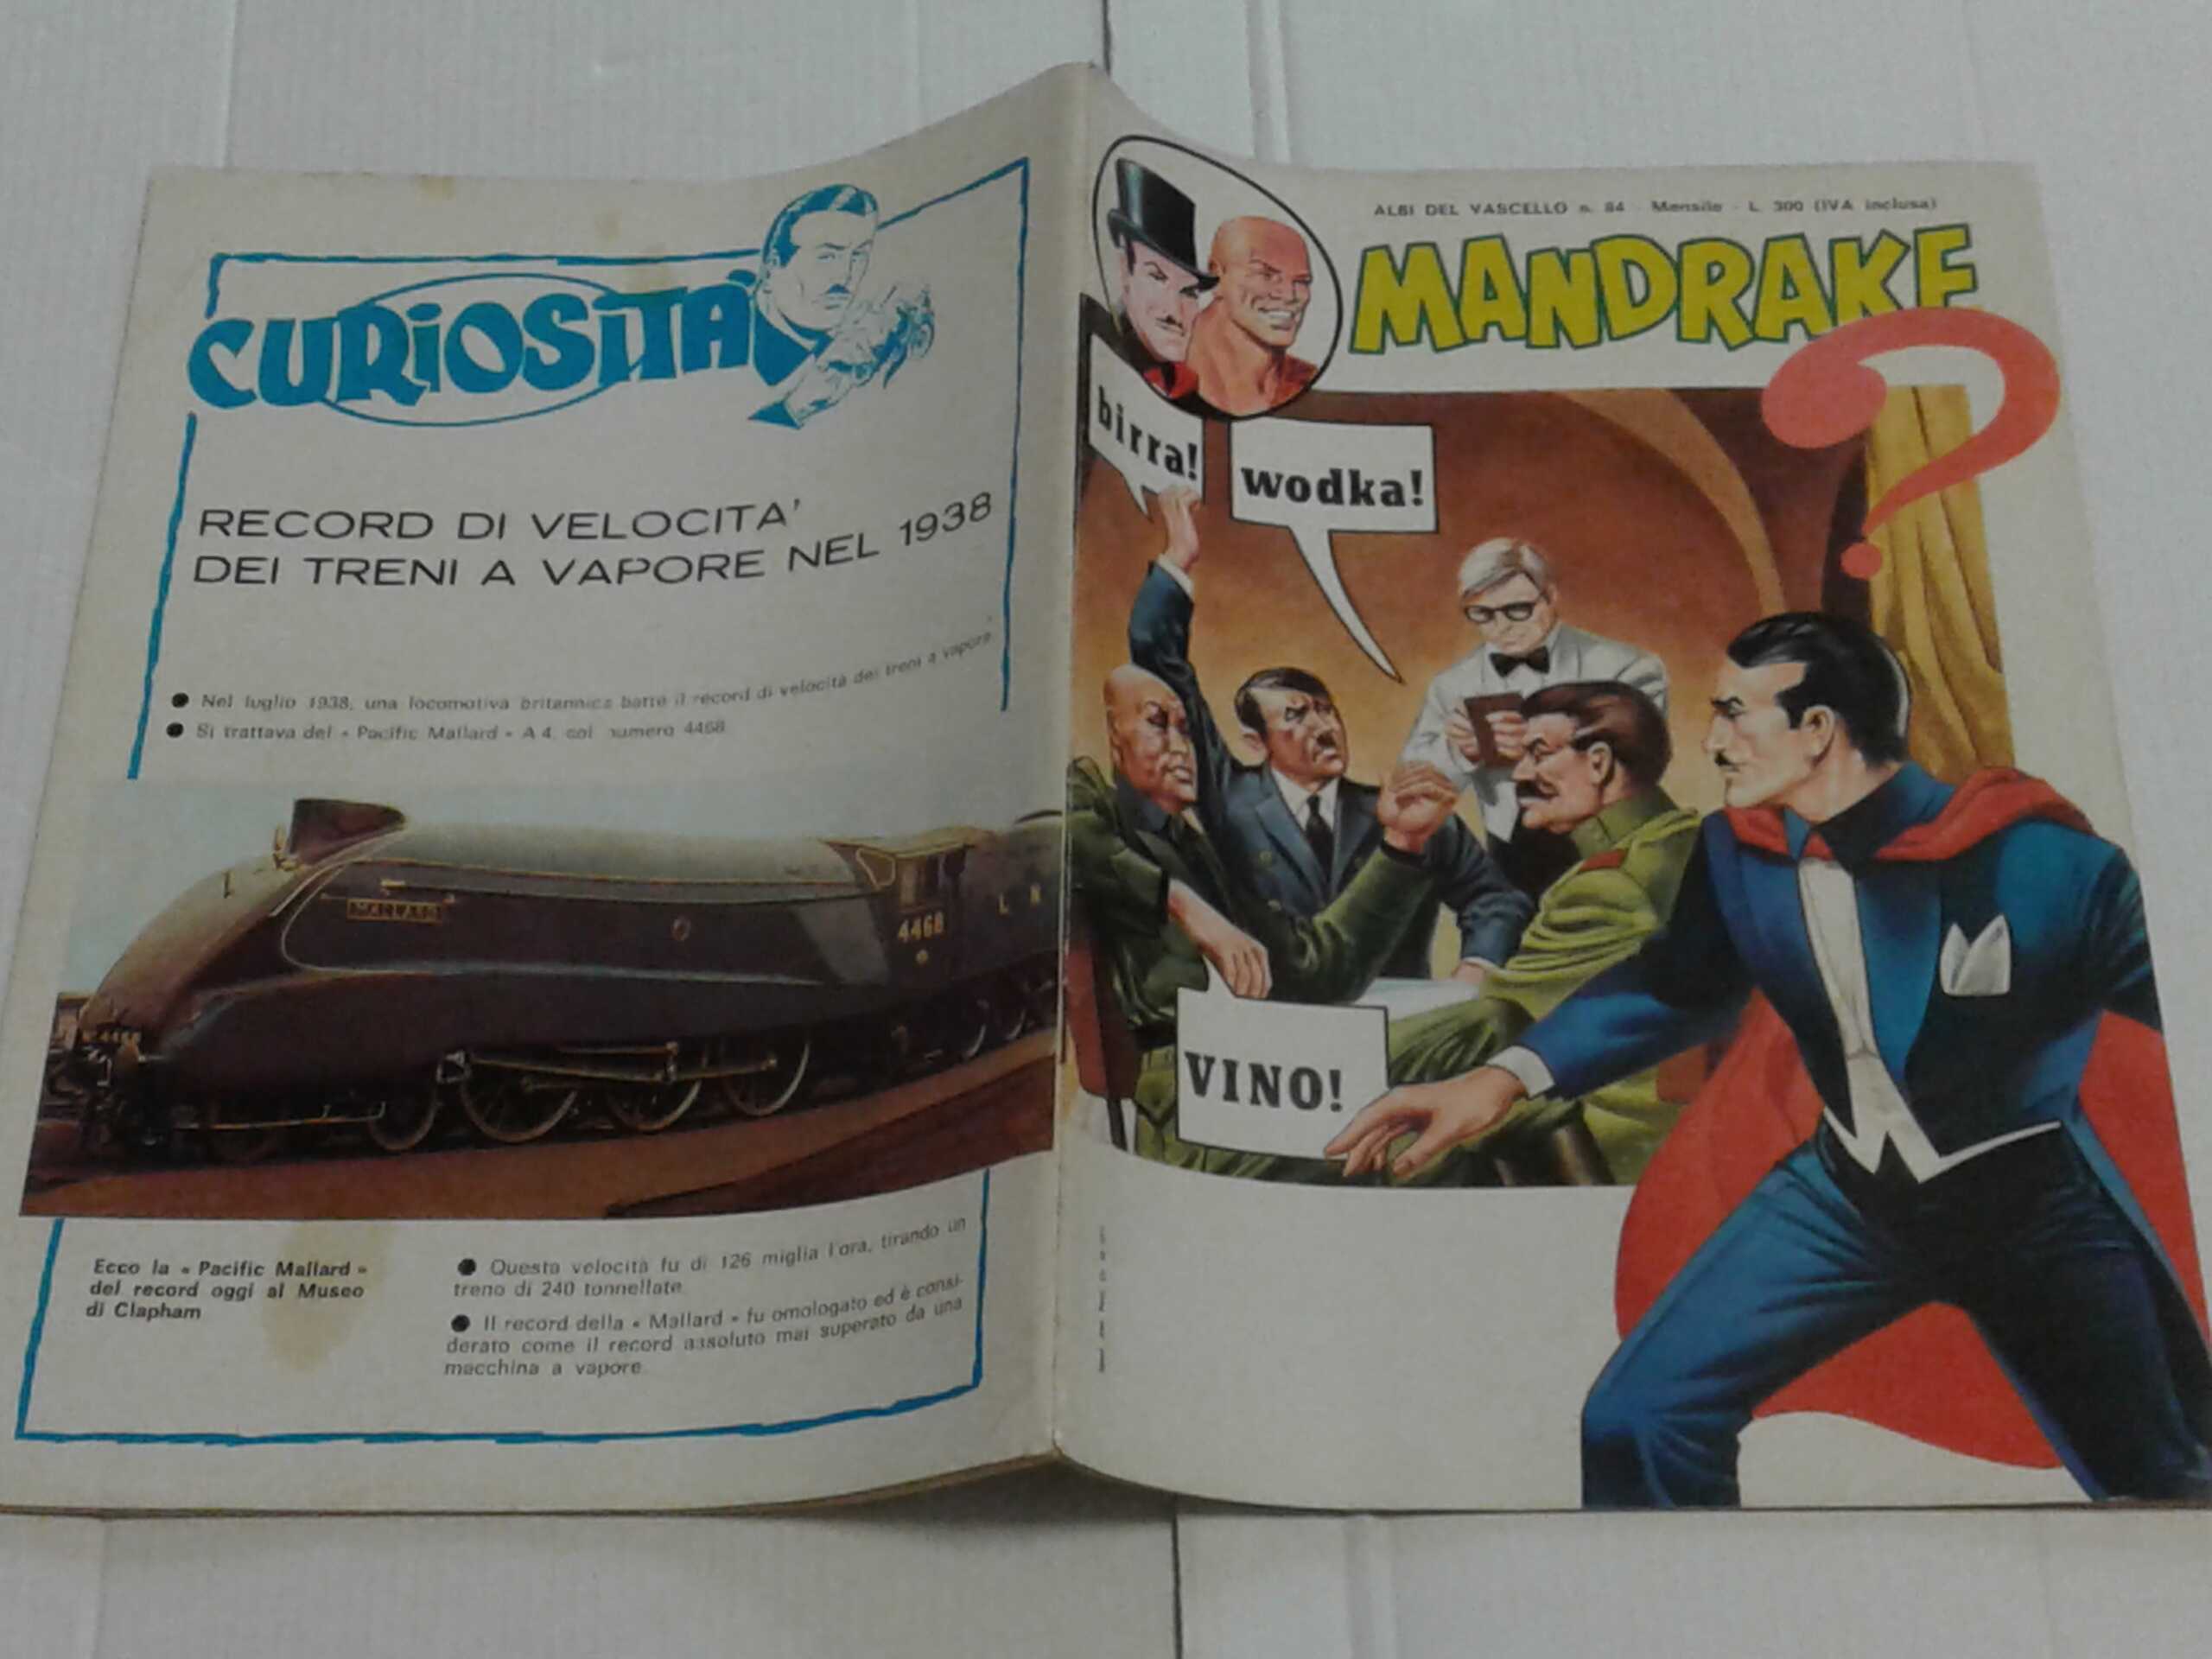 CURIOSITA'
RECORD DI VELOCITA'
DEI TRENI A VAPORE NEL 1938
● Nel luglio 1938, una locomotiva britannica batté il record di velocità dei treni a vapore
● Si trattava del « Pacific Mallard » A 4, col numero 4468
MALLARD
4468
L N
4468
Ecco la « Pacific Mallard »
del record oggi al Museo
di Clapham
● Questa velocità fu di 126 miglia l'ora, tirando un
treno di 240 tonnellate
● Il record della « Mallard » fu omologato ed è consi-
derato come il record assoluto mai superato da una
macchina a vapore
ALBI DEL VASCELLO n. 84 - Mensile - L. 300 (IVA inclusa)
MANDRAKE
?
birra!
wodka!
VINO!